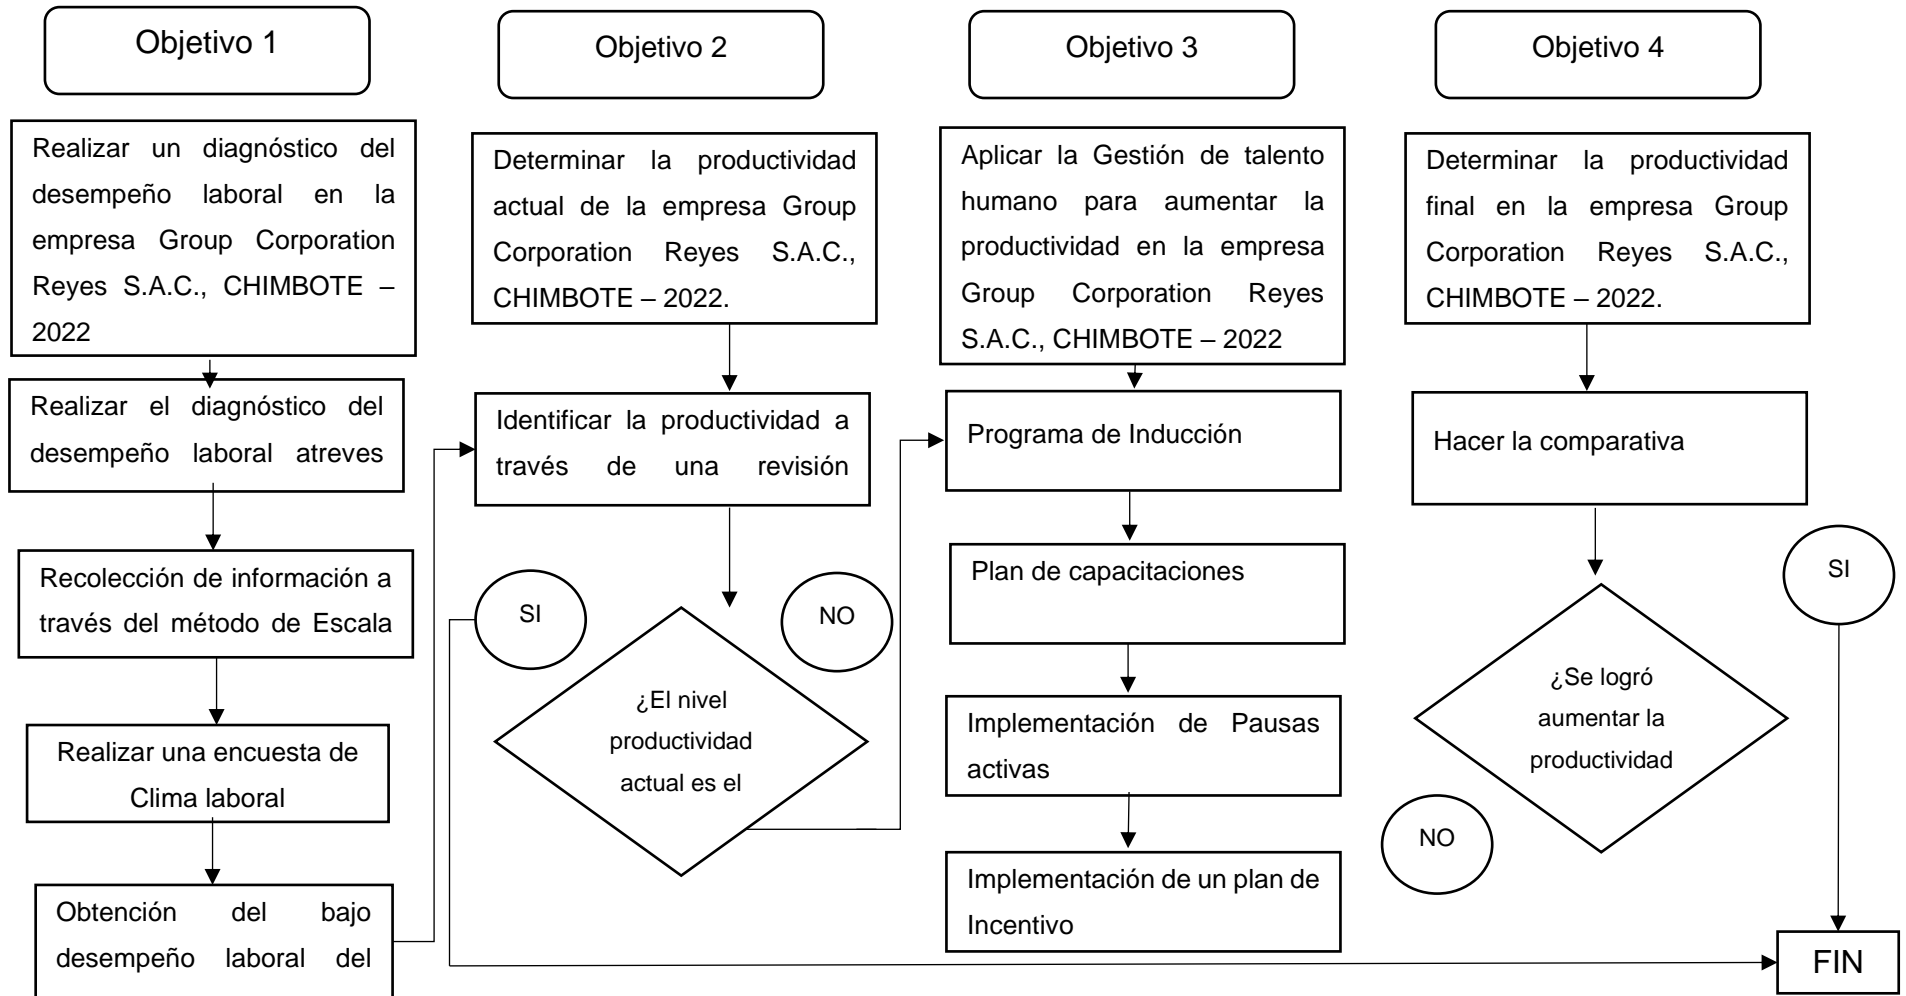 Objetivo 1
Realizar un diagnóstico del
desempeño laboral en la
empresa Group Corporation
Reyes S.A.C., CHIMBOTE –
2022
Realizar el diagnóstico del
desempeño laboral atreves
Recolección de información a
través del método de Escala
Realizar una encuesta de
Clima laboral
Obtención del bajo
desempeño laboral del
Objetivo 2
Determinar la productividad
actual de la empresa Group
Corporation Reyes S.A.C.,
CHIMBOTE – 2022.
Identificar la productividad a
través de una revisión
SI
NO
¿El nivel
productividad
actual es el
Objetivo 3
Aplicar la Gestión de talento
humano para aumentar la
productividad en la empresa
Group Corporation Reyes
S.A.C., CHIMBOTE – 2022
Programa de Inducción
Plan de capacitaciones
Implementación de Pausas
activas
Implementación de un plan de
Incentivo
Objetivo 4
Determinar la productividad
final en la empresa Group
Corporation Reyes S.A.C.,
CHIMBOTE – 2022.
Hacer la comparativa
SI
¿Se logró
aumentar la
productividad
NO
FIN